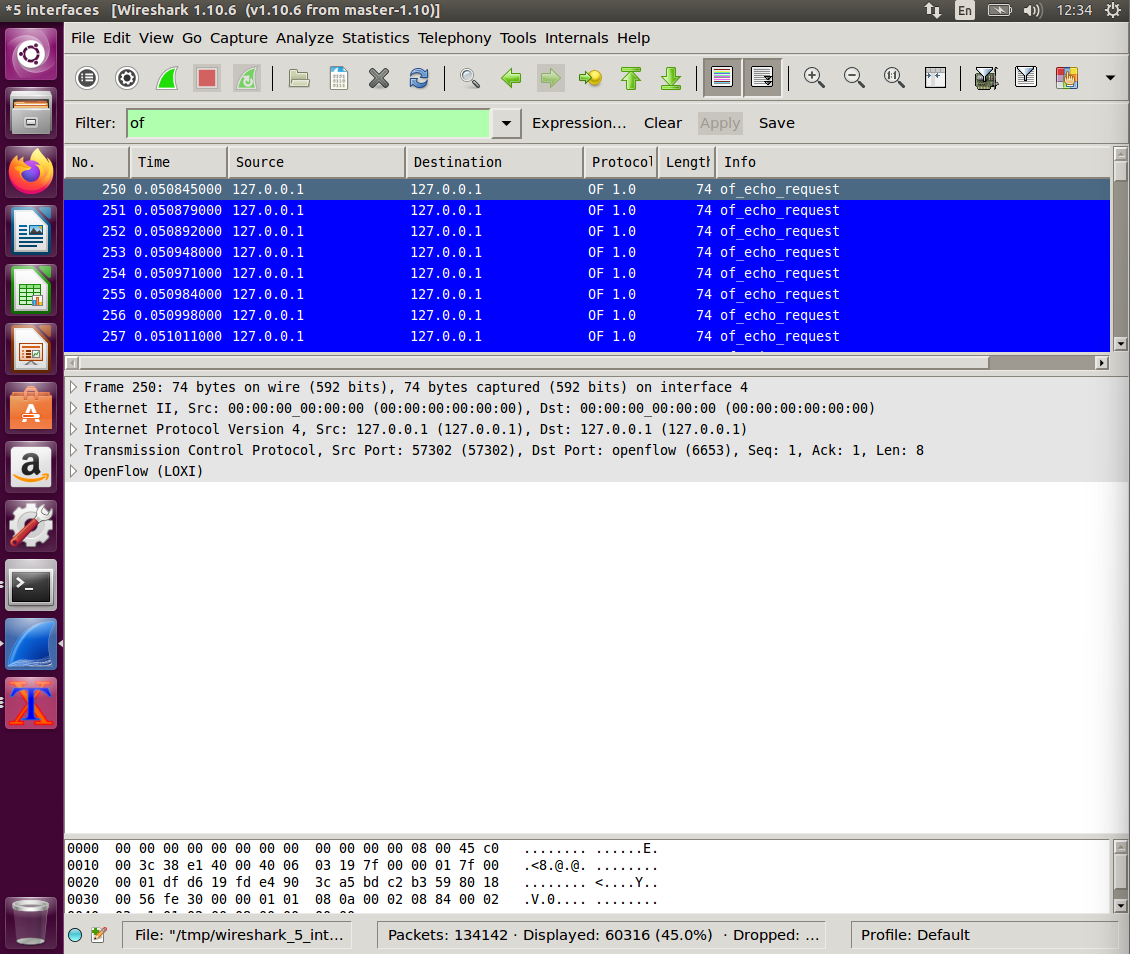 *5 interfaces   [Wireshark 1.10.6  (v1.10.6 from master-1.10)]
En
12:34
File Edit View Go Capture Analyze Statistics Telephony Tools Internals Help
Filter: of Expression... Clear Apply Save
No. Time Source Destination Protocol Length Info
250 0.050845000 127.0.0.1 127.0.0.1 OF 1.0 74 of_echo_request
251 0.050879000 127.0.0.1 127.0.0.1 OF 1.0 74 of_echo_request
252 0.050892000 127.0.0.1 127.0.0.1 OF 1.0 74 of_echo_request
253 0.050948000 127.0.0.1 127.0.0.1 OF 1.0 74 of_echo_request
254 0.050971000 127.0.0.1 127.0.0.1 OF 1.0 74 of_echo_request
255 0.050984000 127.0.0.1 127.0.0.1 OF 1.0 74 of_echo_request
256 0.050998000 127.0.0.1 127.0.0.1 OF 1.0 74 of_echo_request
257 0.051011000 127.0.0.1 127.0.0.1 OF 1.0 74 of_echo_request
Frame 250: 74 bytes on wire (592 bits), 74 bytes captured (592 bits) on interface 4
Ethernet II, Src: 00:00:00_00:00:00 (00:00:00:00:00:00), Dst: 00:00:00_00:00:00 (00:00:00:00:00:00)
Internet Protocol Version 4, Src: 127.0.0.1 (127.0.0.1), Dst: 127.0.0.1 (127.0.0.1)
Transmission Control Protocol, Src Port: 57302 (57302), Dst Port: openflow (6653), Seq: 1, Ack: 1, Len: 8
OpenFlow (LOXI)
0000  00 00 00 00 00 00 00 00  00 00 00 00 08 00 45 c0   ........ ......E.
0010  00 3c 38 e1 40 00 40 06  03 19 7f 00 00 01 7f 00   .<8.@.@. ........
0020  00 01 df d6 19 fd e4 90  3c a5 bd c2 b3 59 80 18   ........ <....Y..
0030  00 56 fe 30 00 00 01 01  08 0a 00 02 08 84 00 02   .V.0.... ........
File: "/tmp/wireshark_5_int... Packets: 134142 · Displayed: 60316 (45.0%)  · Dropped: ... Profile: Default